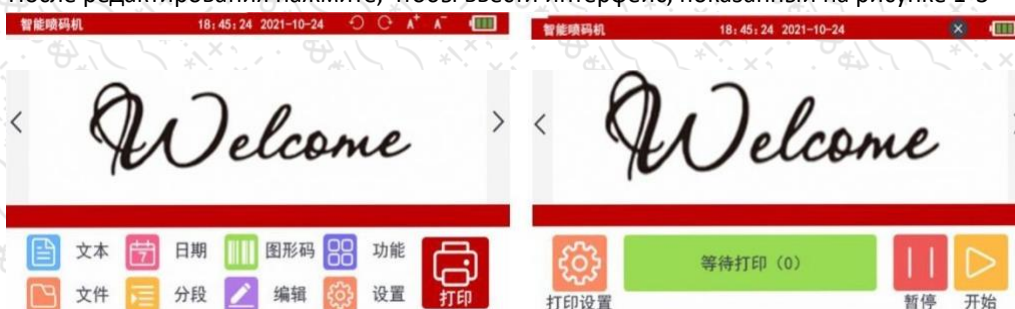 После редактирования нажмите, чтобы ввести интерфейс, показанный на рисунке 2-3
智能喷码机 18:45:24 2021-10-24 A+ A-
Welcome
文本 日期 图形码 功能
文件 分段 编辑 设置 打印
智能喷码机 18:45:24 2021-10-24
Welcome
等待打印（0）
打印设置 暂停 开始